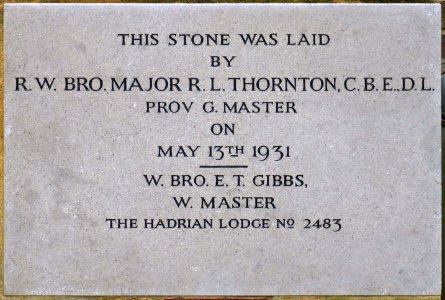 THIS STONE WAS LAID
BY
R. W. BRO. MAJOR R. L. THORNTON, C. B. E., D. L.
PROV G. MASTER
ON
MAY 13TH 1931
W. BRO. E. T. GIBBS,
W. MASTER
THE HADRIAN LODGE NO 2483